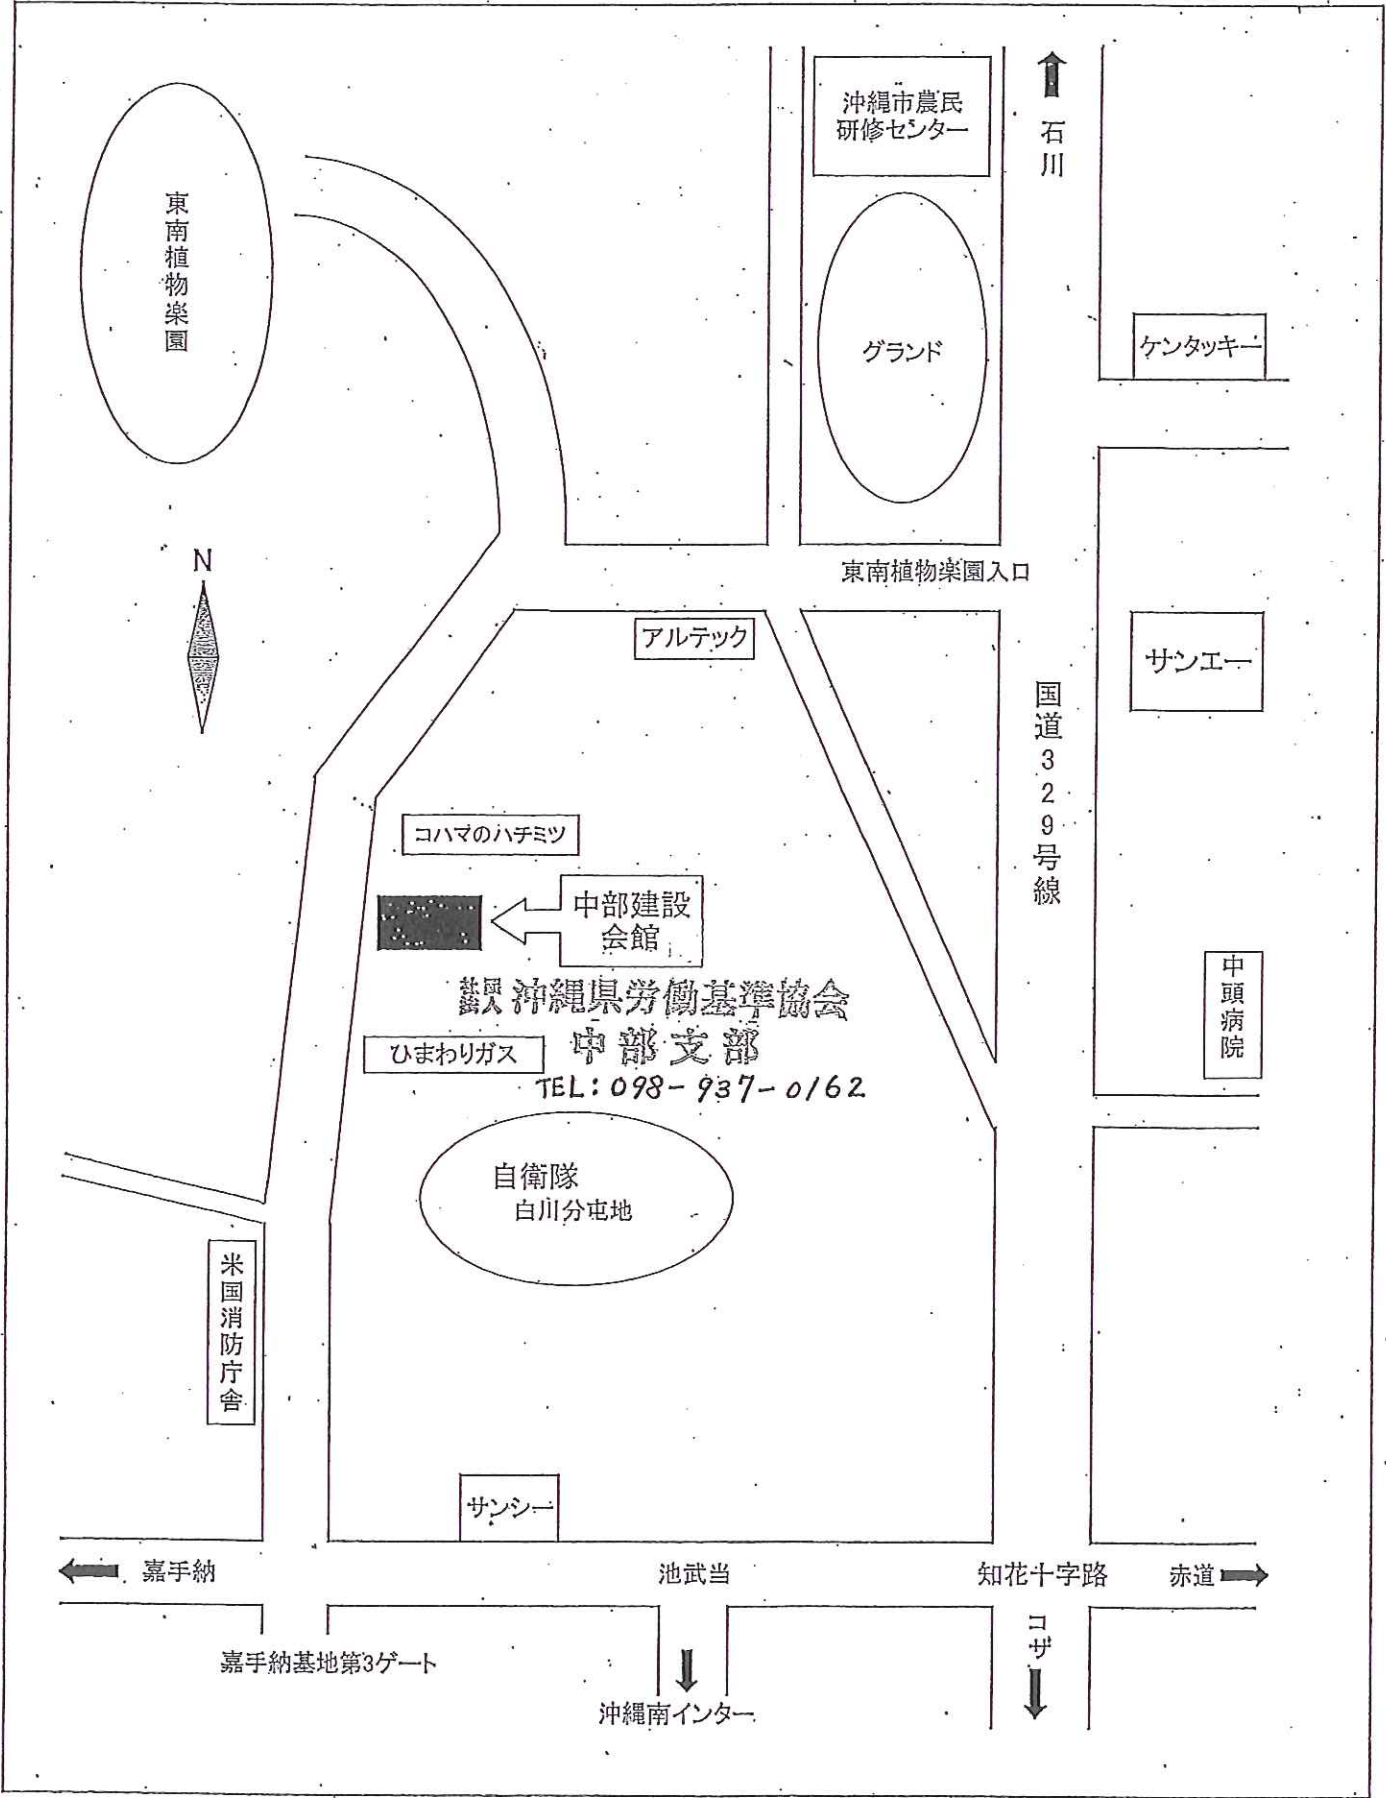 沖縄市農民
研修センター
石川
東南植物楽園
グランド
ケンタッキー
N
東南植物楽園入口
アルテック
サンエー
国道329号線
コハマのハチミツ
中部建設
会館
中頭病院
社団法人 沖縄県労働基準協会
中部支部
ひまわりガス
TEL:098-937-0162
自衛隊
白川分屯地
米国消防庁舎
サンシー
嘉手納
池武当
知花十字路
赤道
コザ
嘉手納基地第3ゲート
沖縄南インター